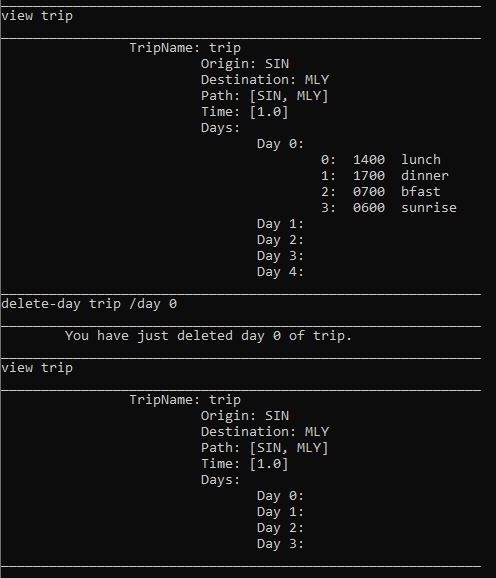 view trip
TripName: trip
Origin: SIN
Destination: MLY
Path: [SIN, MLY]
Time: [1.0]
Days:
Day 0:
0: 1400 lunch
1: 1700 dinner
2: 0700 bfast
3: 0600 sunrise
Day 1:
Day 2:
Day 3:
Day 4:
delete-day trip /day 0
You have just deleted day 0 of trip.
view trip
TripName: trip
Origin: SIN
Destination: MLY
Path: [SIN, MLY]
Time: [1.0]
Days:
Day 0:
Day 1:
Day 2:
Day 3: